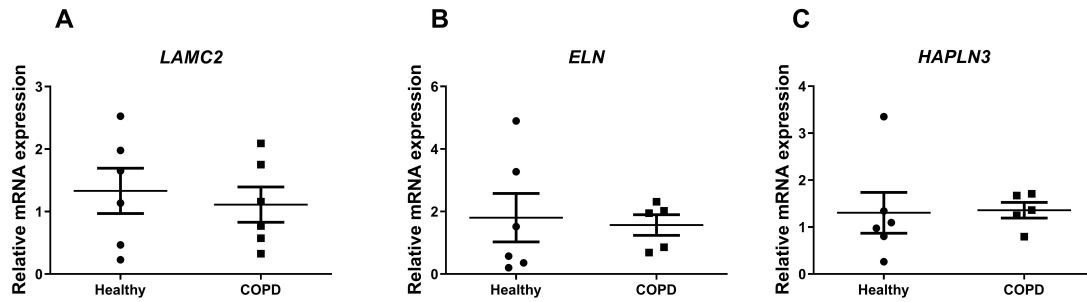 A
LAMC2
Relative mRNA expression
3
2
1
0
Healthy
COPD
B
ELN
Relative mRNA expression
6
4
2
0
Healthy
COPD
C
HAPLN3
Relative mRNA expression
4
3
2
1
0
Healthy
COPD